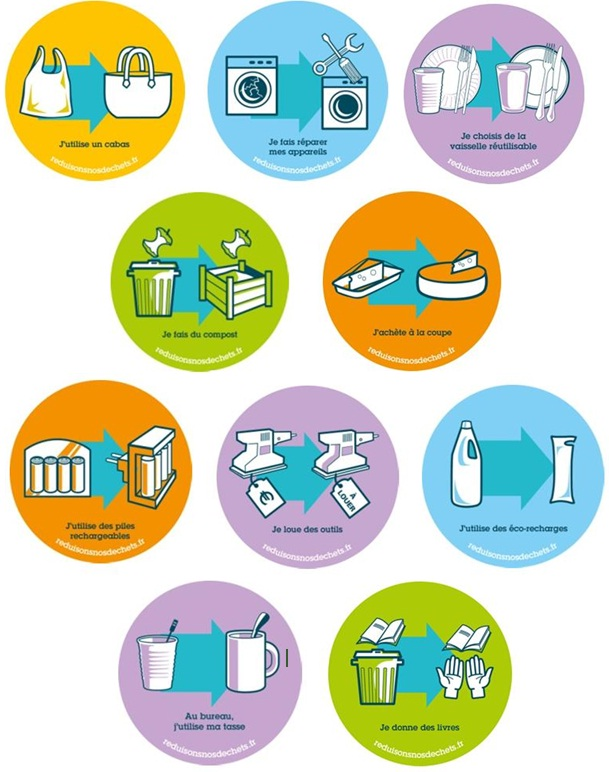 J'utilise un cabas
reduisonsnosdechets.fr
Je fais réparer
mes appareils
reduisonsnosdechets.fr
Je choisis de la
vaisselle réutilisable
reduisonsnosdechets.fr
Je fais du compost
reduisonsnosdechets.fr
J'achète à la coupe
reduisonsnosdechets.fr
J'utilise des piles
rechargeables
reduisonsnosdechets.fr
€
À
LOUER
Je loue des outils
reduisonsnosdechets.fr
J'utilise des éco-recharges
reduisonsnosdechets.fr
Au bureau,
j'utilise ma tasse
reduisonsnosdechets.fr
Je donne des livres
reduisonsnosdechets.fr